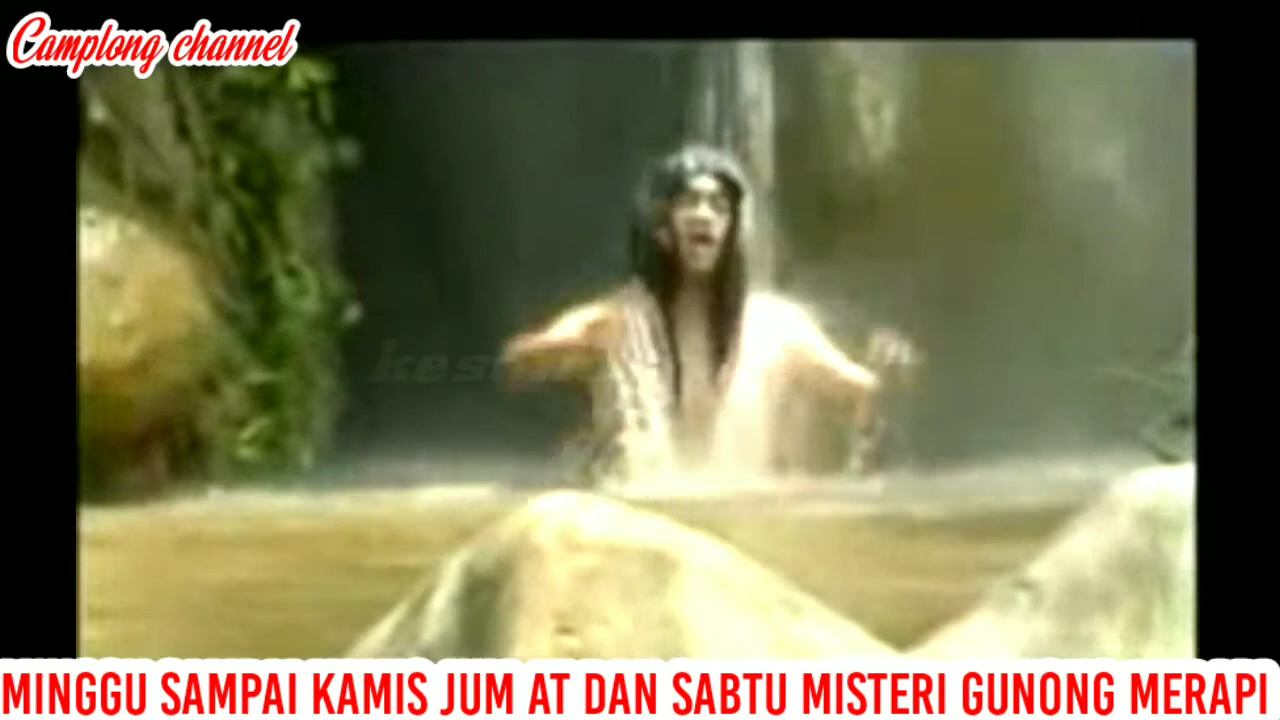 Camplong channel
MINGGU SAMPAI KAMIS JUM AT DAN SABTU MISTERI GUNONG MERAPI